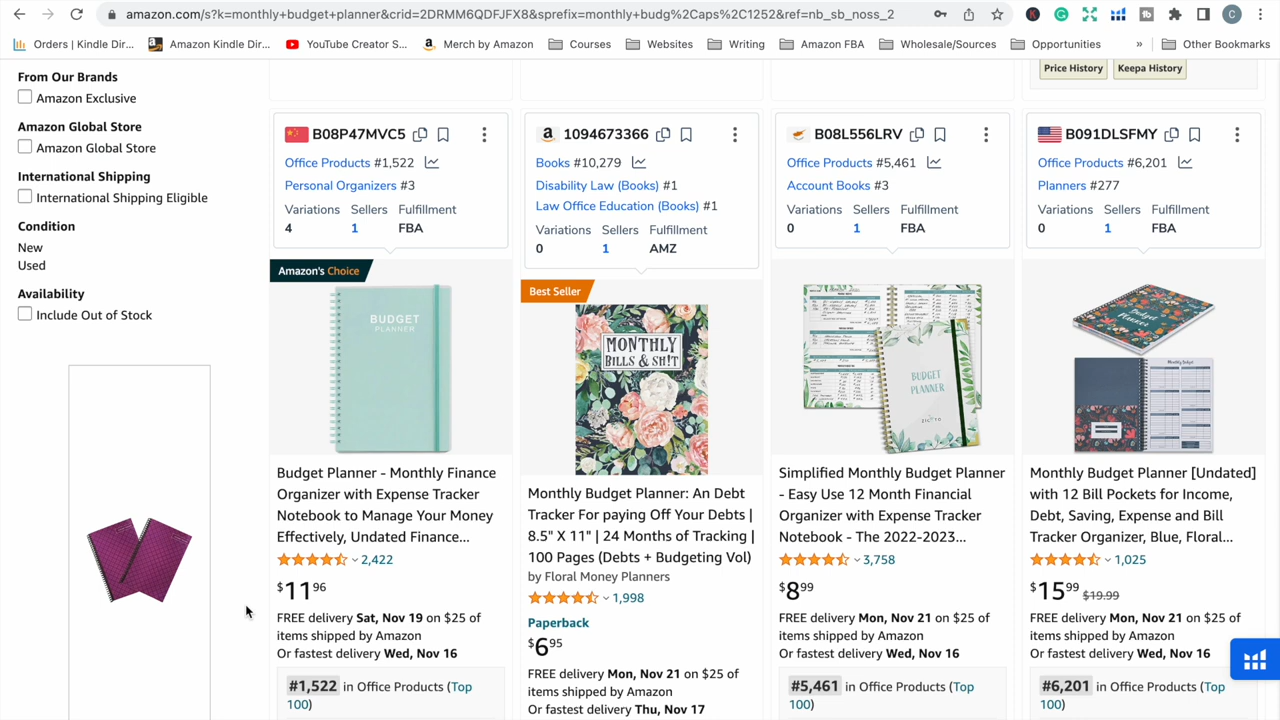 amazon.com/s?k=monthly+budget+planner&crid=2DRMM6QDFJFX8&sprefix=monthly+budg%2Caps%2C1252&ref=nb_sb_noss_2
C
Orders | Kindle Dir...
Amazon Kindle Dir...
YouTube Creator S...
Merch by Amazon
Courses
Websites
Writing
Amazon FBA
Wholesale/Sources
Opportunities
»
Other Bookmarks
From Our Brands
Amazon Exclusive
Amazon Global Store
Amazon Global Store
International Shipping
International Shipping Eligible
Condition
New
Used
Availability
Include Out of Stock
Price History
Keepa History
B08P47MVC5
Office Products #1,522
Personal Organizers #3
Variations Sellers Fulfillment
4 1 FBA
Amazon's Choice
BUDGET
PLANNER
Budget Planner - Monthly Finance
Organizer with Expense Tracker
Notebook to Manage Your Money
Effectively, Undated Finance...
2,422
$11 96
FREE delivery Sat, Nov 19 on $25 of
items shipped by Amazon
Or fastest delivery Wed, Nov 16
#1,522 in Office Products (Top
100)
1094673366
Books #10,279
Disability Law (Books) #1
Law Office Education (Books) #1
Variations Sellers Fulfillment
0 1 AMZ
Best Seller
MONTHLY
BILLS & SH!T
Monthly Budget Planner: An Debt
Tracker For paying Off Your Debts |
8.5" X 11" | 24 Months of Tracking |
100 Pages (Debts + Budgeting Vol)
by Floral Money Planners
1,998
Paperback
$6 95
FREE delivery Mon, Nov 21 on $25 of
items shipped by Amazon
Or fastest delivery Thu, Nov 17
B08L556LRV
Office Products #5,461
Account Books #3
Variations Sellers Fulfillment
0 1 FBA
BUDGET
PLANNER
Simplified Monthly Budget Planner
- Easy Use 12 Month Financial
Organizer with Expense Tracker
Notebook - The 2022-2023...
3,758
$8 99
FREE delivery Mon, Nov 21 on $25 of
items shipped by Amazon
Or fastest delivery Wed, Nov 16
#5,461 in Office Products (Top
100)
B091DLSFMY
Office Products #6,201
Planners #277
Variations Sellers Fulfillment
0 1 FBA
Budget
Planner
Monthly Budget
Monthly Budget Planner [Undated]
with 12 Bill Pockets for Income,
Debt, Saving, Expense and Bill
Tracker Organizer, Blue, Floral...
1,025
$15 99 $19.99
FREE delivery Mon, Nov 21 on $25 of
items shipped by Amazon
Or fastest delivery Wed, Nov 16
#6,201 in Office Products (Top
100)